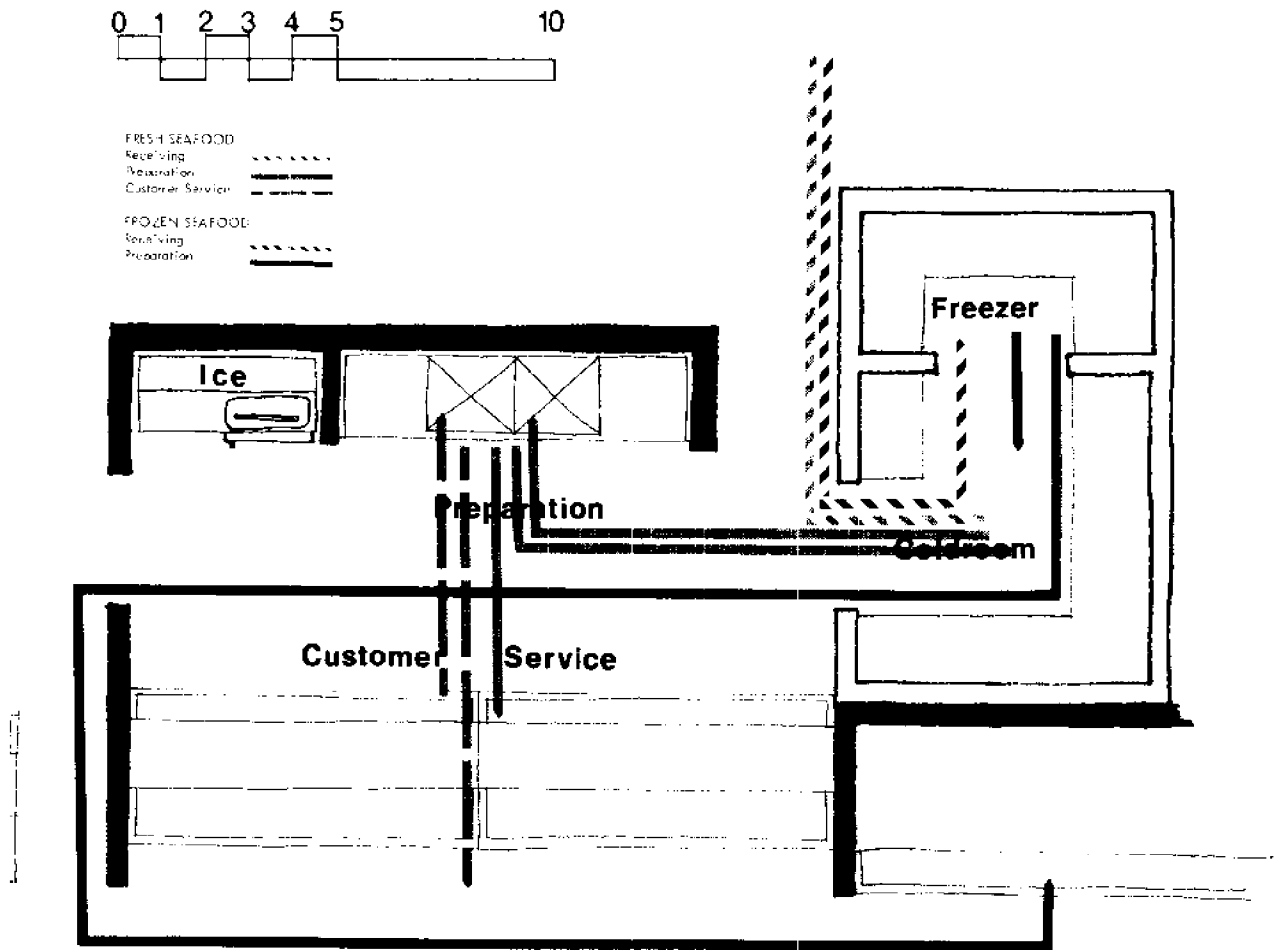 0 1 2 3 4 5 10
FRESH SEAFOOD
Receiving
Preparation
Customer Service
FROZEN SEAFOOD
Receiving
Preparation
Freezer
Ice
Preparation
Coldroom
Customer Service